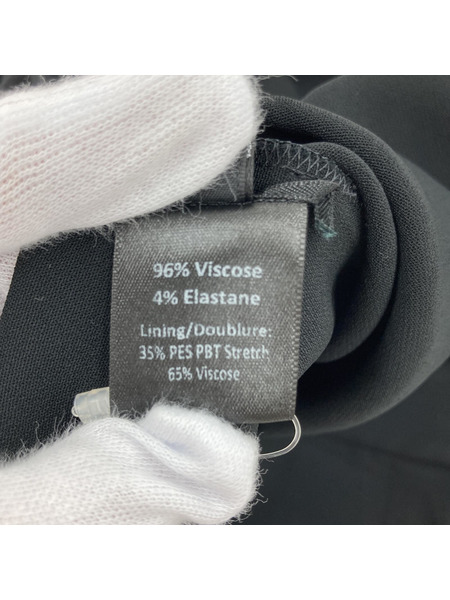 96% Viscose
4% Elastane
Lining/Doublure:
35% PES PBT Stretch
65% Viscose